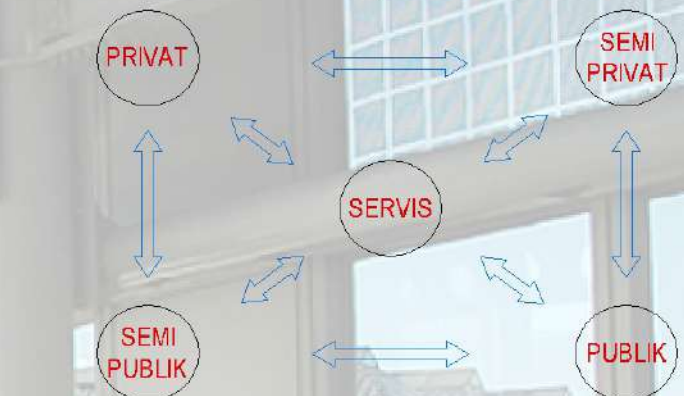 PRIVAT
SEMI
PRIVAT
SERVIS
SEMI
PUBLIK
PUBLIK